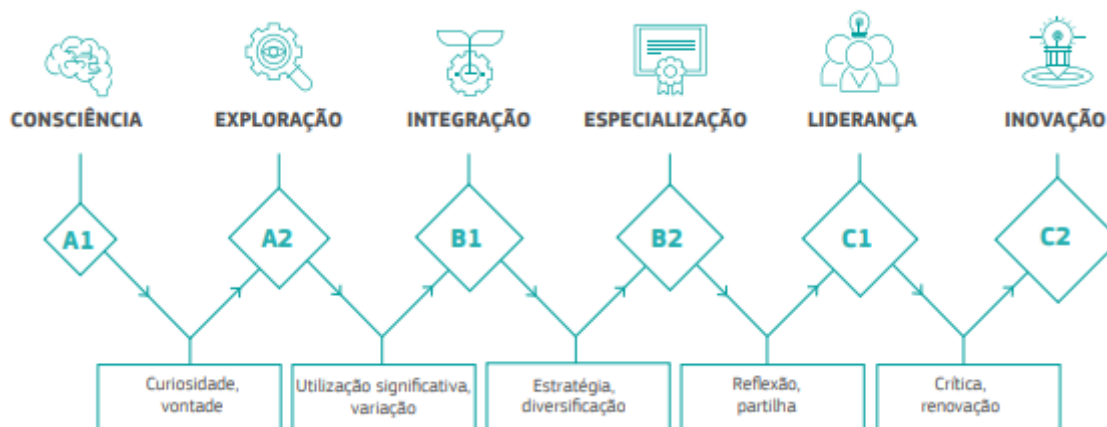 CONSCIÊNCIA
EXPLORAÇÃO
INTEGRAÇÃO
ESPECIALIZAÇÃO
LIDERANÇA
INOVAÇÃO
A1
A2
B1
B2
C1
C2
Curiosidade,
vontade
Utilização significativa,
variação
Estratégia,
diversificação
Reflexão,
partilha
Crítica,
renovação